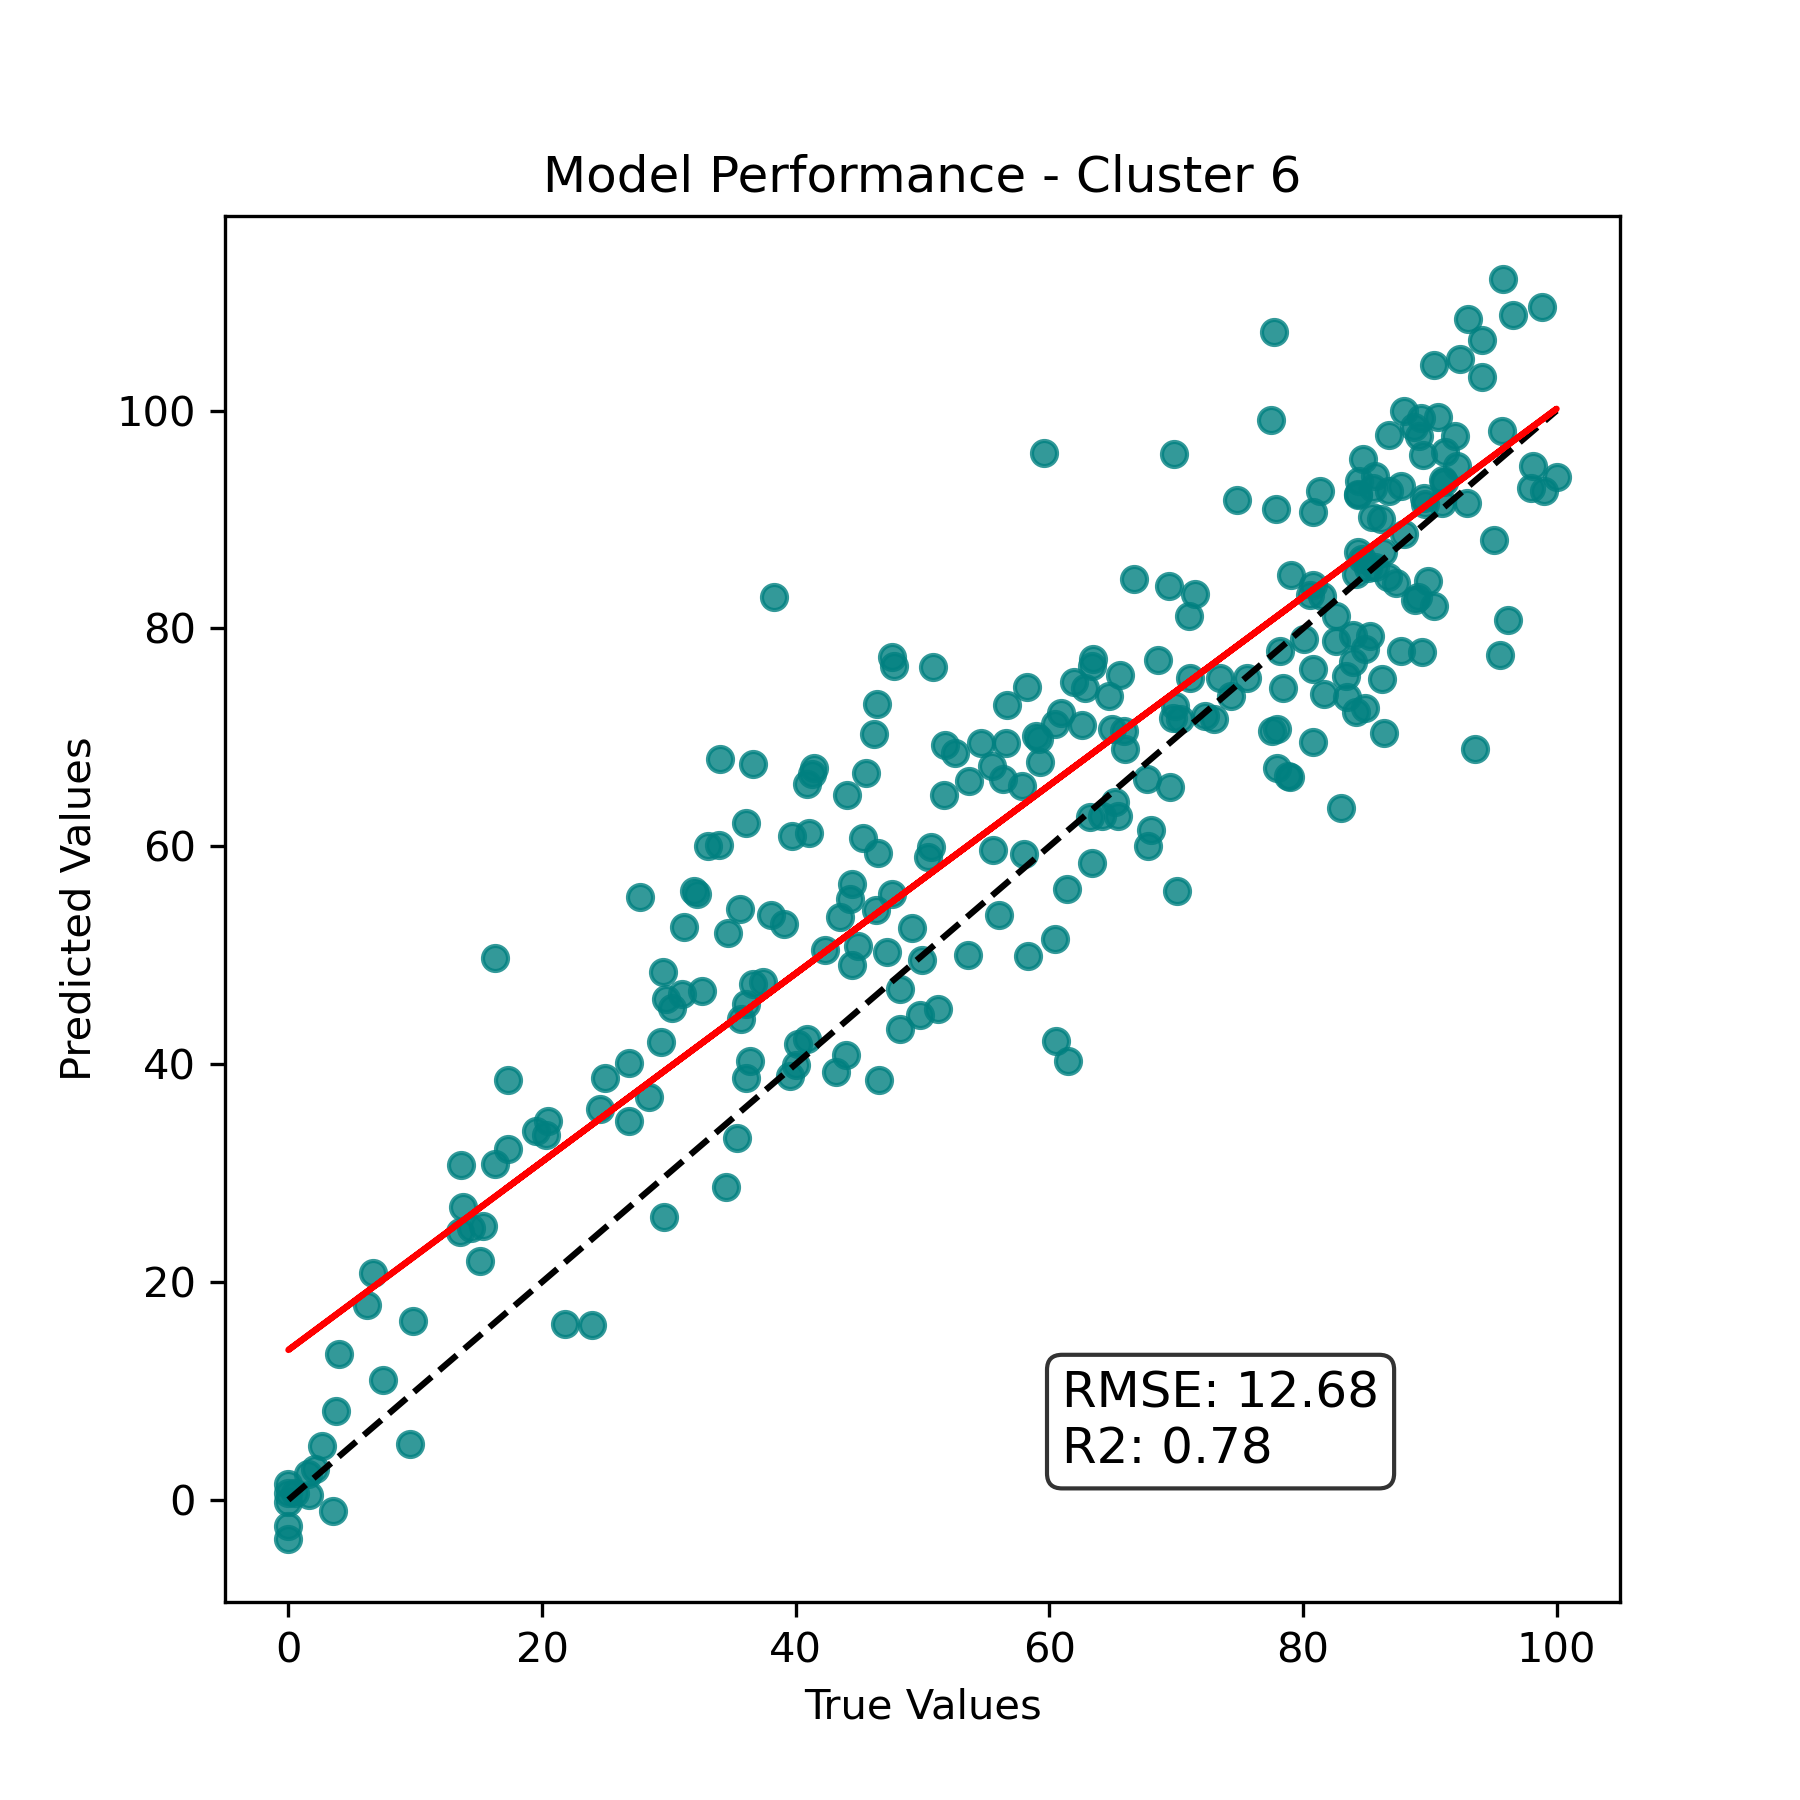 Model Performance - Cluster 6
Predicted Values
100
80
60
40
20
0
RMSE: 12.68
R2: 0.78
0 20 40 60 80 100
True Values